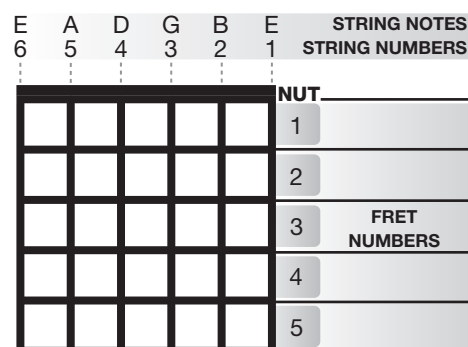 E A D G B E STRING NOTES
6 5 4 3 2 1 STRING NUMBERS
NUT
1
2
3 FRET
NUMBERS
4
5